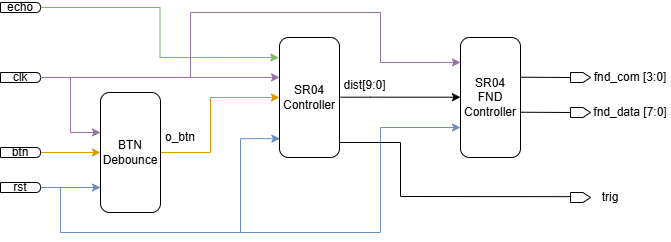 echo
clk
btn
rst
BTN
Debounce
o_btn
SR04
Controller
dist[9:0]
SR04
FND
Controller
fnd_com [3:0]
fnd_data [7:0]
trig